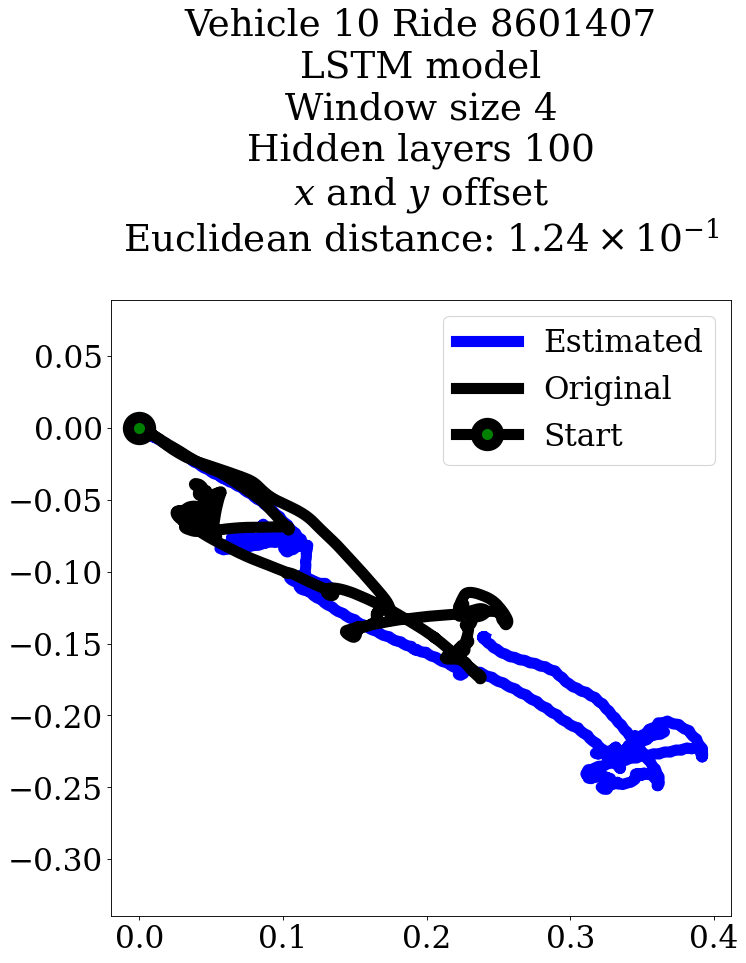 Vehicle 10 Ride 8601407
LSTM model
Window size 4
Hidden layers 100
x and y offset
Euclidean distance: 1.24 × 10⁻¹
Estimated
Original
Start
0.05
0.00
−0.05
−0.10
−0.15
−0.20
−0.25
−0.30
0.0 0.1 0.2 0.3 0.4